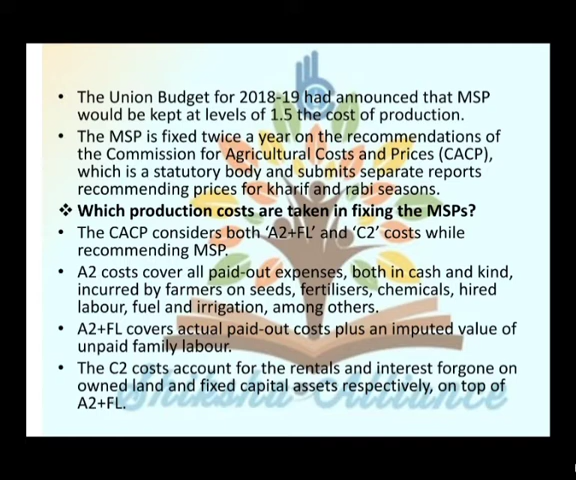 • The Union Budget for 2018-19 had announced that MSP
would be kept at levels of 1.5 the cost of production.
• The MSP is fixed twice a year on the recommendations of
the Commission for Agricultural Costs and Prices (CACP),
which is a statutory body and submits separate reports
recommending prices for kharif and rabi seasons.
❖ Which production costs are taken in fixing the MSPs?
• The CACP considers both ‘A2+FL’ and ‘C2’ costs while
recommending MSP.
• A2 costs cover all paid-out expenses, both in cash and kind,
incurred by farmers on seeds, fertilisers, chemicals, hired
labour, fuel and irrigation, among others.
• A2+FL covers actual paid-out costs plus an imputed value of
unpaid family labour.
• The C2 costs account for the rentals and interest forgone on
owned land and fixed capital assets respectively, on top of
A2+FL.
Shiksha Alliance